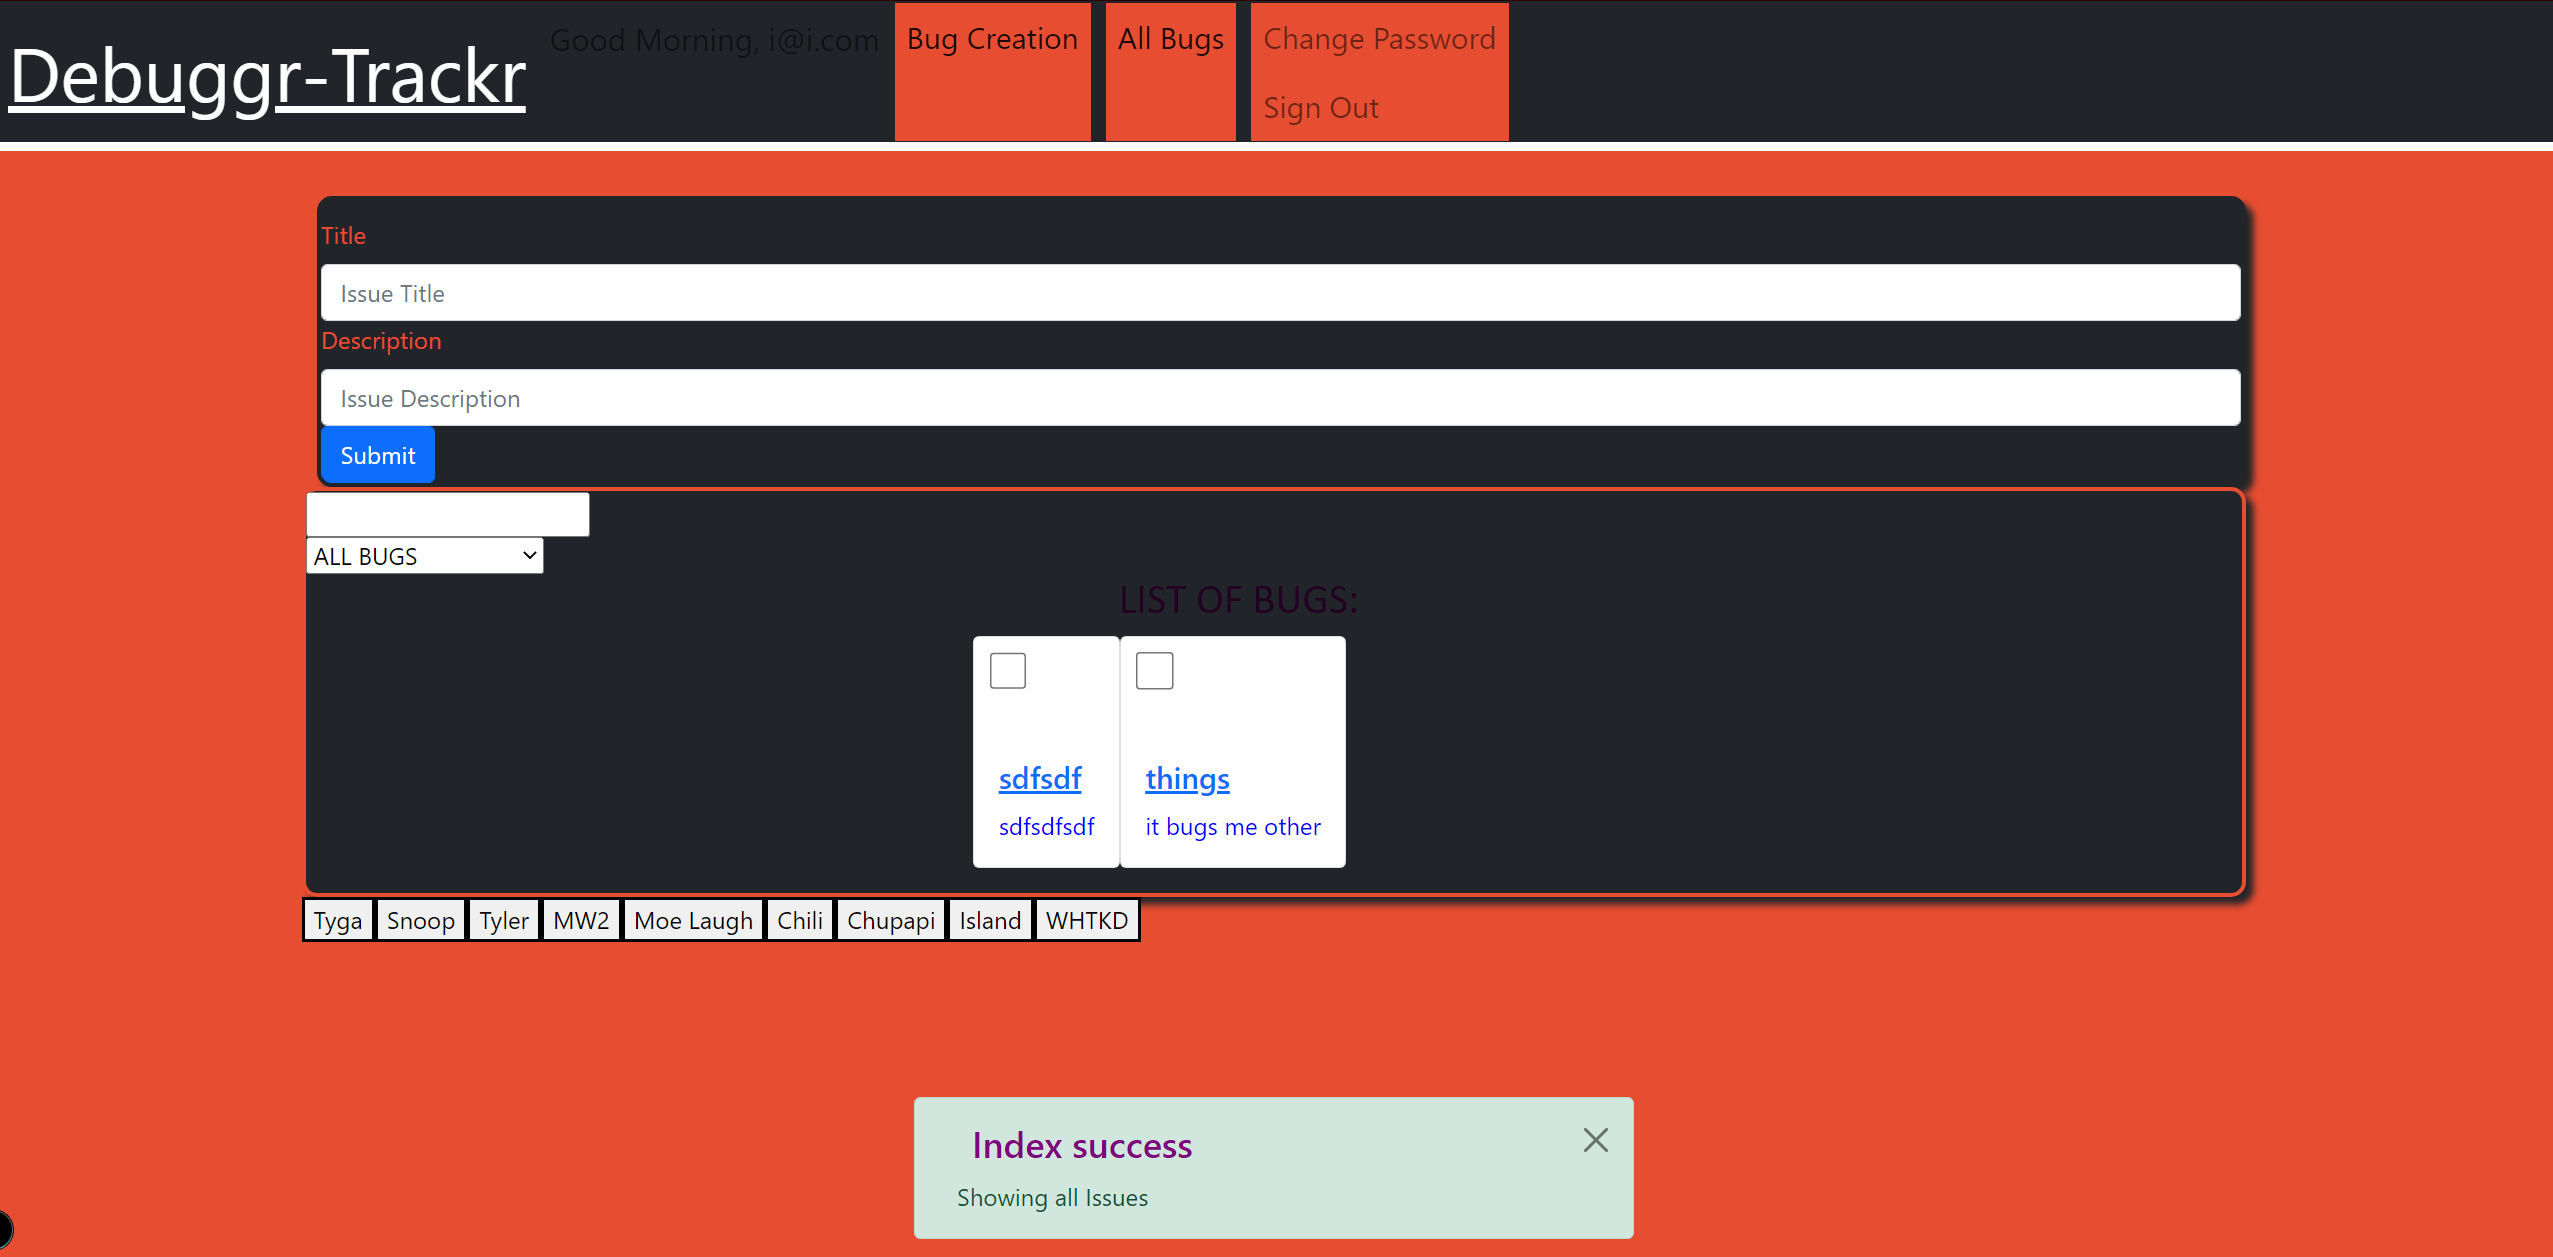 Debuggr-Trackr
Good Morning, i@i.com
Bug Creation
All Bugs
Change Password
Sign Out
Title
Issue Title
Description
Issue Description
Submit
ALL BUGS
LIST OF BUGS:
sdfsdf
sdfsdfsdf
things
it bugs me other
Tyga Snoop Tyler MW2 Moe Laugh Chili Chupapi Island WHTKD
Index success
Showing all Issues